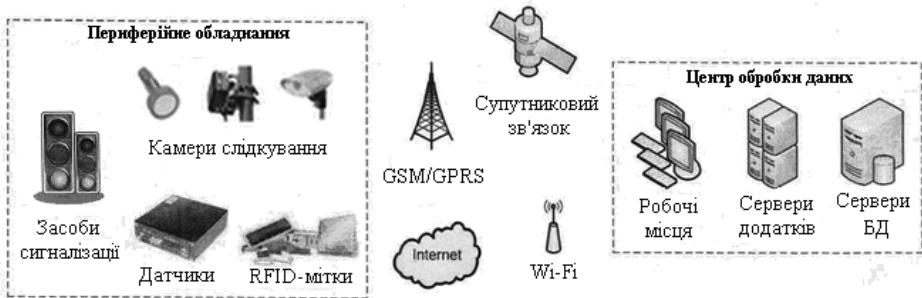 Периферійне обладнання
Камери слідкування
Засоби
сигналізації
Датчики
RFID-мітки
GSM/GPRS
Супутниковий
зв'язок
Internet
Wi-Fi
Центр обробки даних
Робочі
місця
Сервери
додатків
Сервери
БД